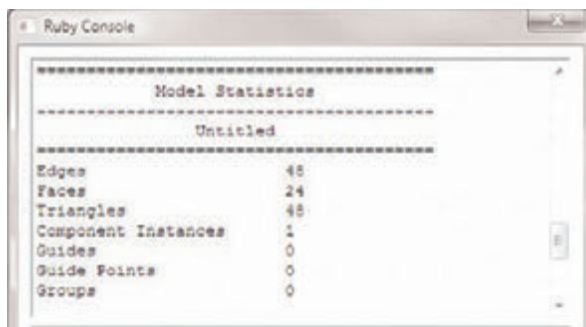 Ruby Console
==========================================
Model Statistics
------------------------------------------
Untitled
==========================================
Edges 48
Faces 24
Triangles 48
Component Instances 1
Guides 0
Guide Points 0
Groups 0